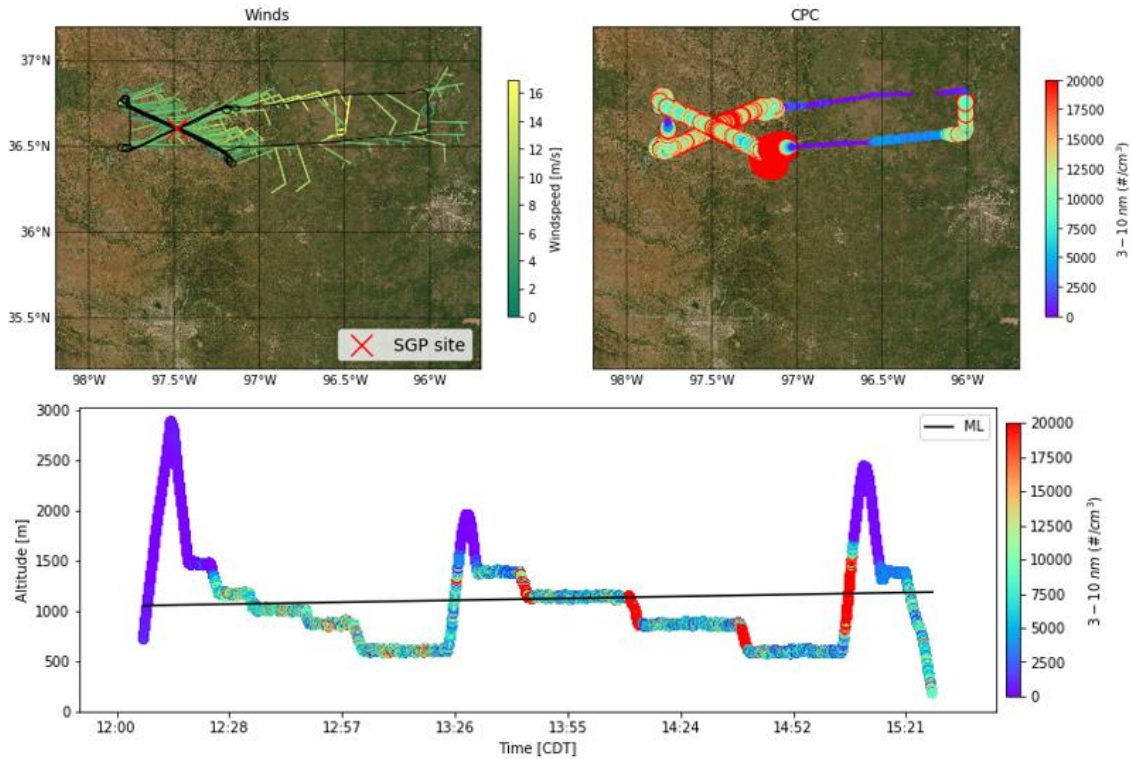 Winds
37°N
36.5°N
36°N
35.5°N
98°W
97.5°W
97°W
96.5°W
96°W
SGP site
16
14
12
10
8
6
4
2
0
Windspeed [m/s]
CPC
98°W
97.5°W
97°W
96.5°W
96°W
20000
17500
15000
12500
10000
7500
5000
2500
0
3 − 10 nm (#/cm³)
3000
2500
2000
1500
1000
500
0
Altitude [m]
ML
12:00
12:28
12:57
13:26
13:55
14:24
14:52
15:21
Time [CDT]
20000
17500
15000
12500
10000
7500
5000
2500
0
3 − 10 nm (#/cm³)